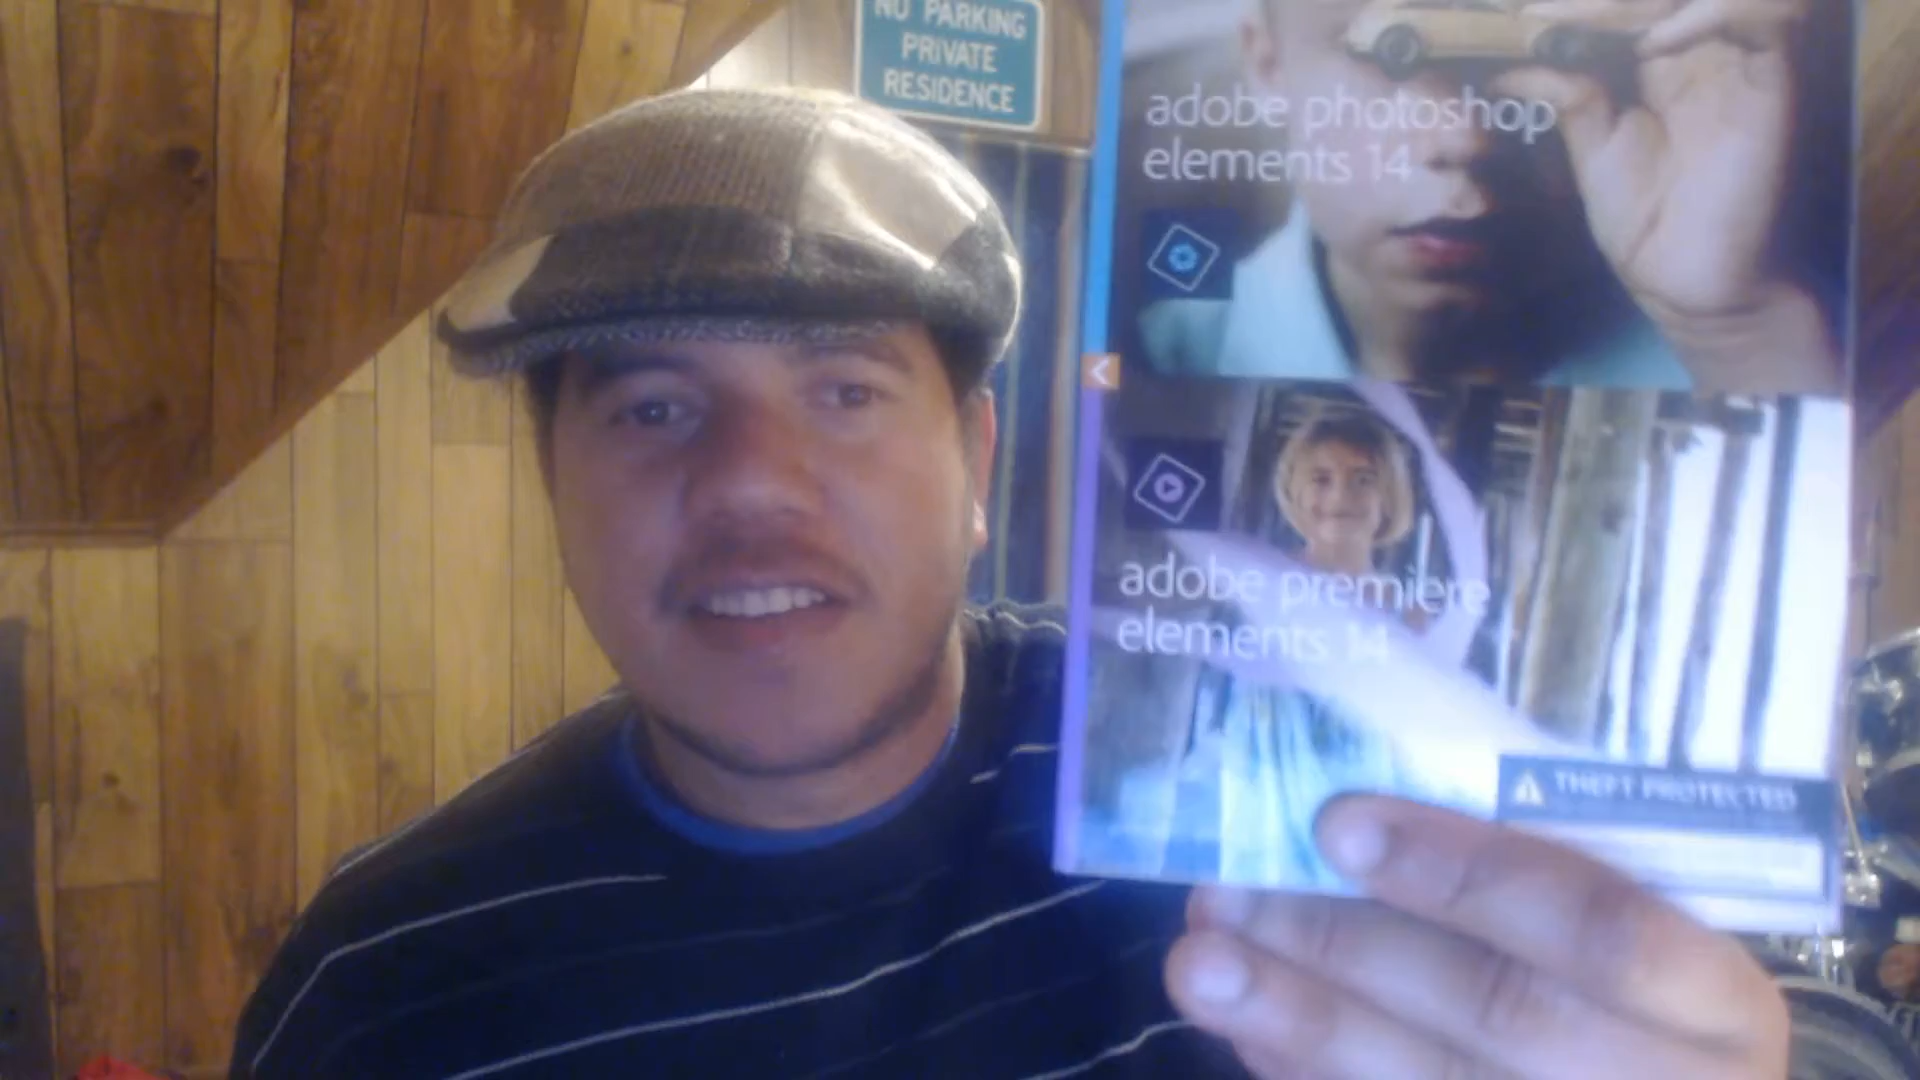 NO PARKING
PRIVATE
RESIDENCE
adobe photoshop
elements 14
adobe premiere
elements 14
THEFT PROTECTED